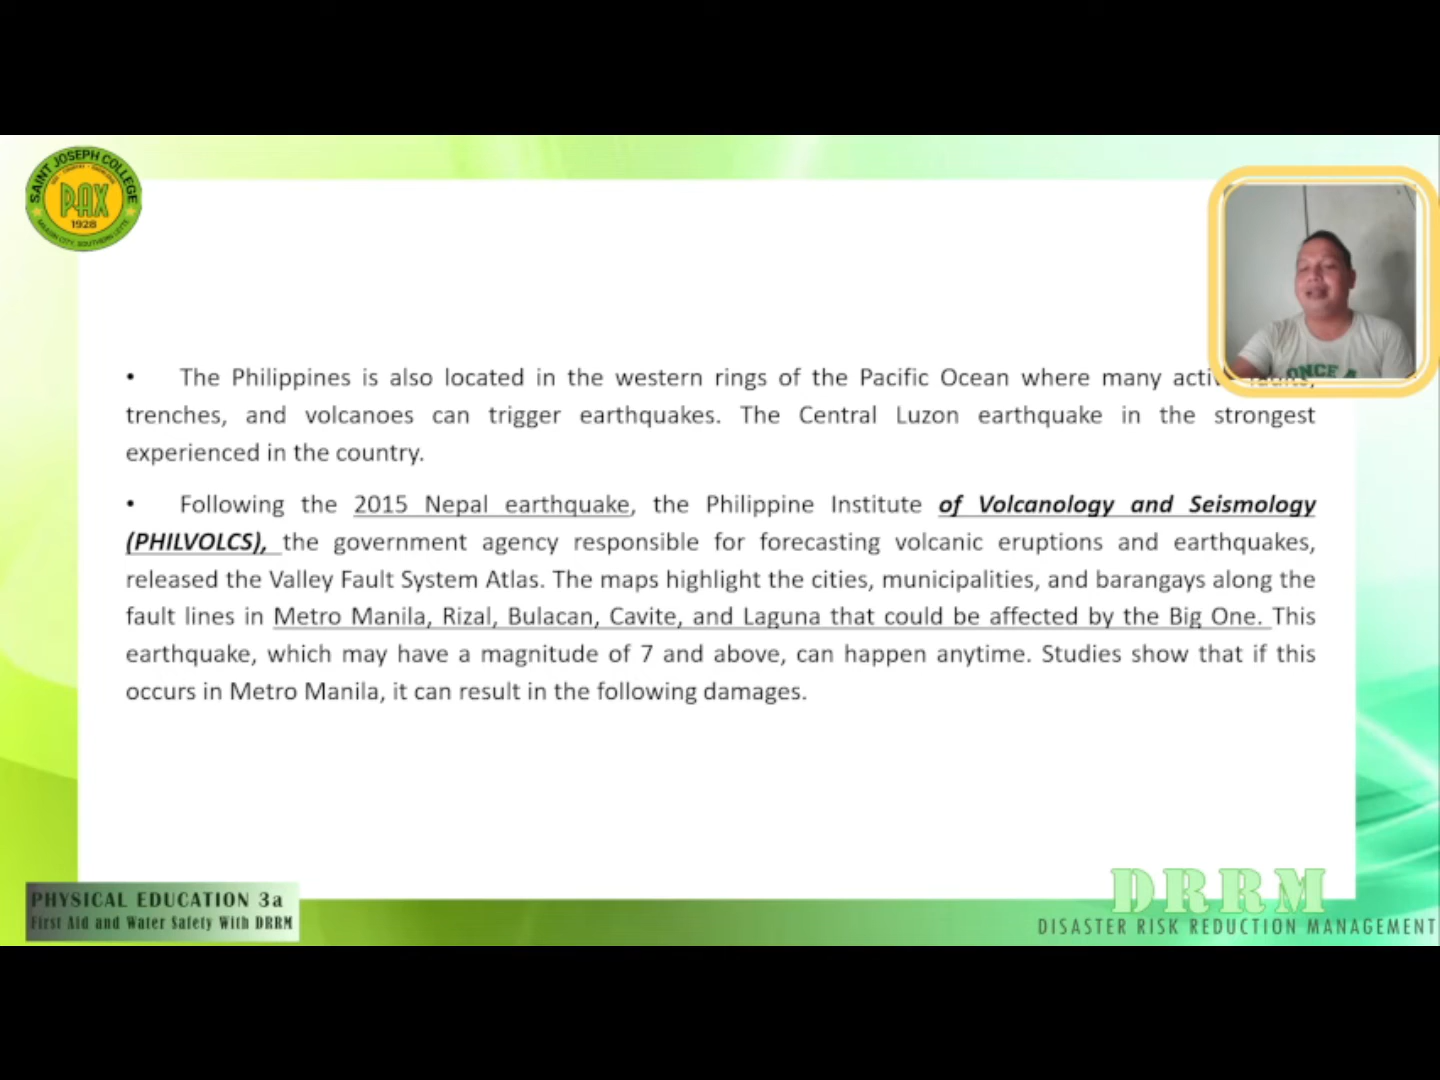 SAINT JOSEPH COLLEGE
PAX
1928
MAASIN CITY, SOUTHERN LEYTE
ONCE A
• The Philippines is also located in the western rings of the Pacific Ocean where many active faults,
trenches, and volcanoes can trigger earthquakes. The Central Luzon earthquake in the strongest
experienced in the country.
• Following the 2015 Nepal earthquake, the Philippine Institute of Volcanology and Seismology
(PHILVOLCS), the government agency responsible for forecasting volcanic eruptions and earthquakes,
released the Valley Fault System Atlas. The maps highlight the cities, municipalities, and barangays along the
fault lines in Metro Manila, Rizal, Bulacan, Cavite, and Laguna that could be affected by the Big One. This
earthquake, which may have a magnitude of 7 and above, can happen anytime. Studies show that if this
occurs in Metro Manila, it can result in the following damages.
PHYSICAL EDUCATION 3a
First Aid and Water Safety With DRRM
DRRM
DISASTER RISK REDUCTION MANAGEMENT